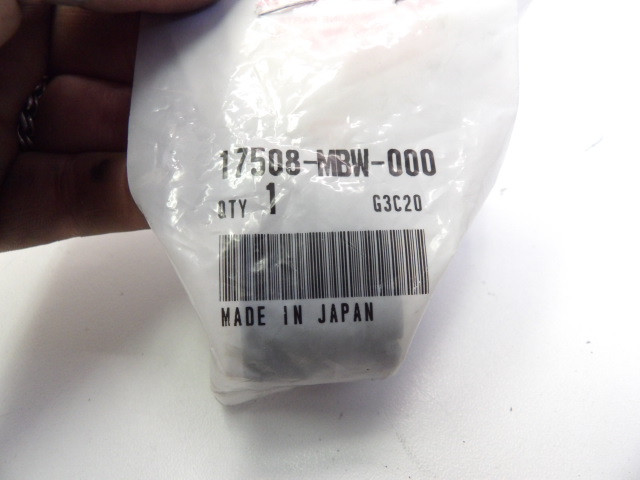 17508-MBW-000
QTY 1 G3C20
MADE IN JAPAN